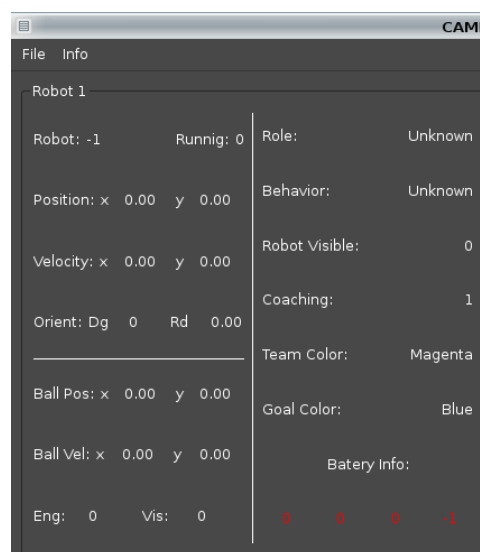 CAM
File Info
Robot 1
Robot: -1 Runnig: 0
Position: x 0.00 y 0.00
Velocity: x 0.00 y 0.00
Orient: Dg 0 Rd 0.00
Ball Pos: x 0.00 y 0.00
Ball Vel: x 0.00 y 0.00
Eng: 0 Vis: 0
Role: Unknown
Behavior: Unknown
Robot Visible: 0
Coaching: 1
Team Color: Magenta
Goal Color: Blue
Batery Info:
0 0 0 -1